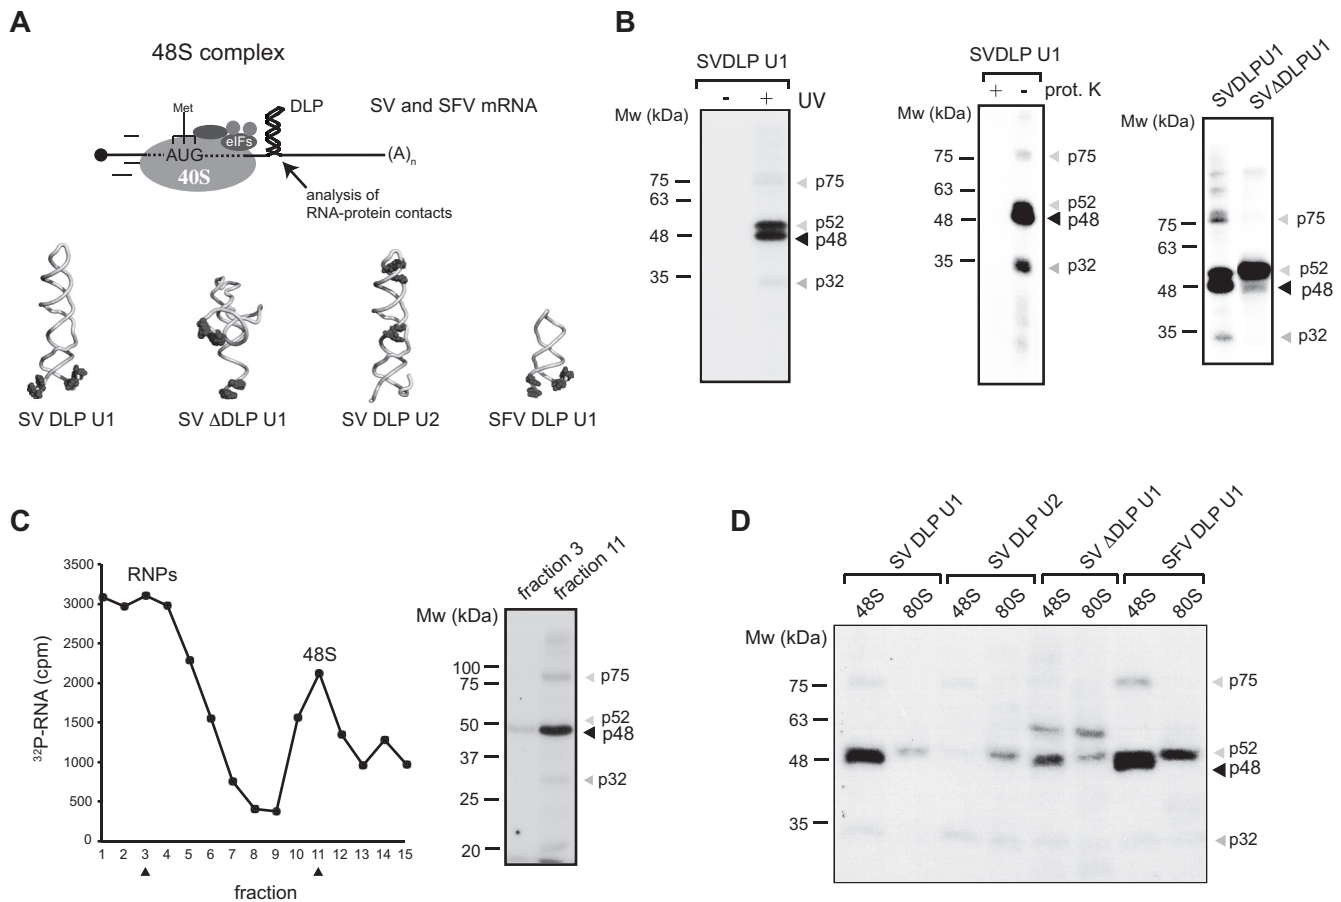 A
48S complex
Met
DLP
SV and SFV mRNA
eIFs
AUG
(A)n
40S
analysis of
RNA-protein contacts
SV DLP U1
SV ΔDLP U1
SV DLP U2
SFV DLP U1
B
SVDLP U1
- + UV
Mw (kDa)
75
63
48
35
p75
p52
p48
p32
SVDLP U1
+ - prot. K
Mw (kDa)
75
63
48
35
p75
p52
p48
p32
SVDLPU1
SVΔDLPU1
Mw (kDa)
75
63
48
35
p75
p52
p48
p32
C
32P-RNA (cpm)
3500
3000
2500
2000
1500
1000
500
0
RNPs
48S
1 2 3 4 5 6 7 8 9 10 11 12 13 14 15
fraction
fraction 3
fraction 11
Mw (kDa)
100
75
50
37
25
20
p75
p52
p48
p32
D
SV DLP U1
SV DLP U2
SV ΔDLP U1
SFV DLP U1
48S 80S 48S 80S 48S 80S 48S 80S
Mw (kDa)
75
63
48
35
p75
p52
p48
p32